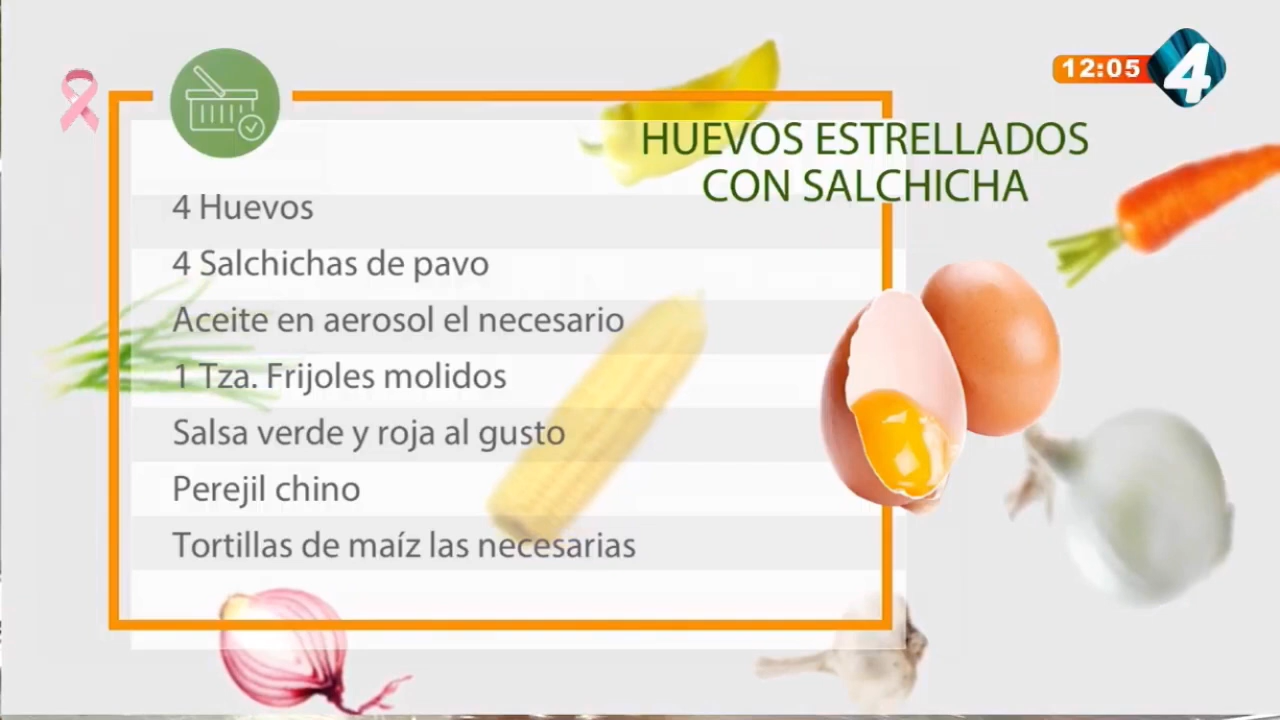 12:05
4
HUEVOS ESTRELLADOS
CON SALCHICHA
4 Huevos
4 Salchichas de pavo
Aceite en aerosol el necesario
1 Tza. Frijoles molidos
Salsa verde y roja al gusto
Perejil chino
Tortillas de maíz las necesarias